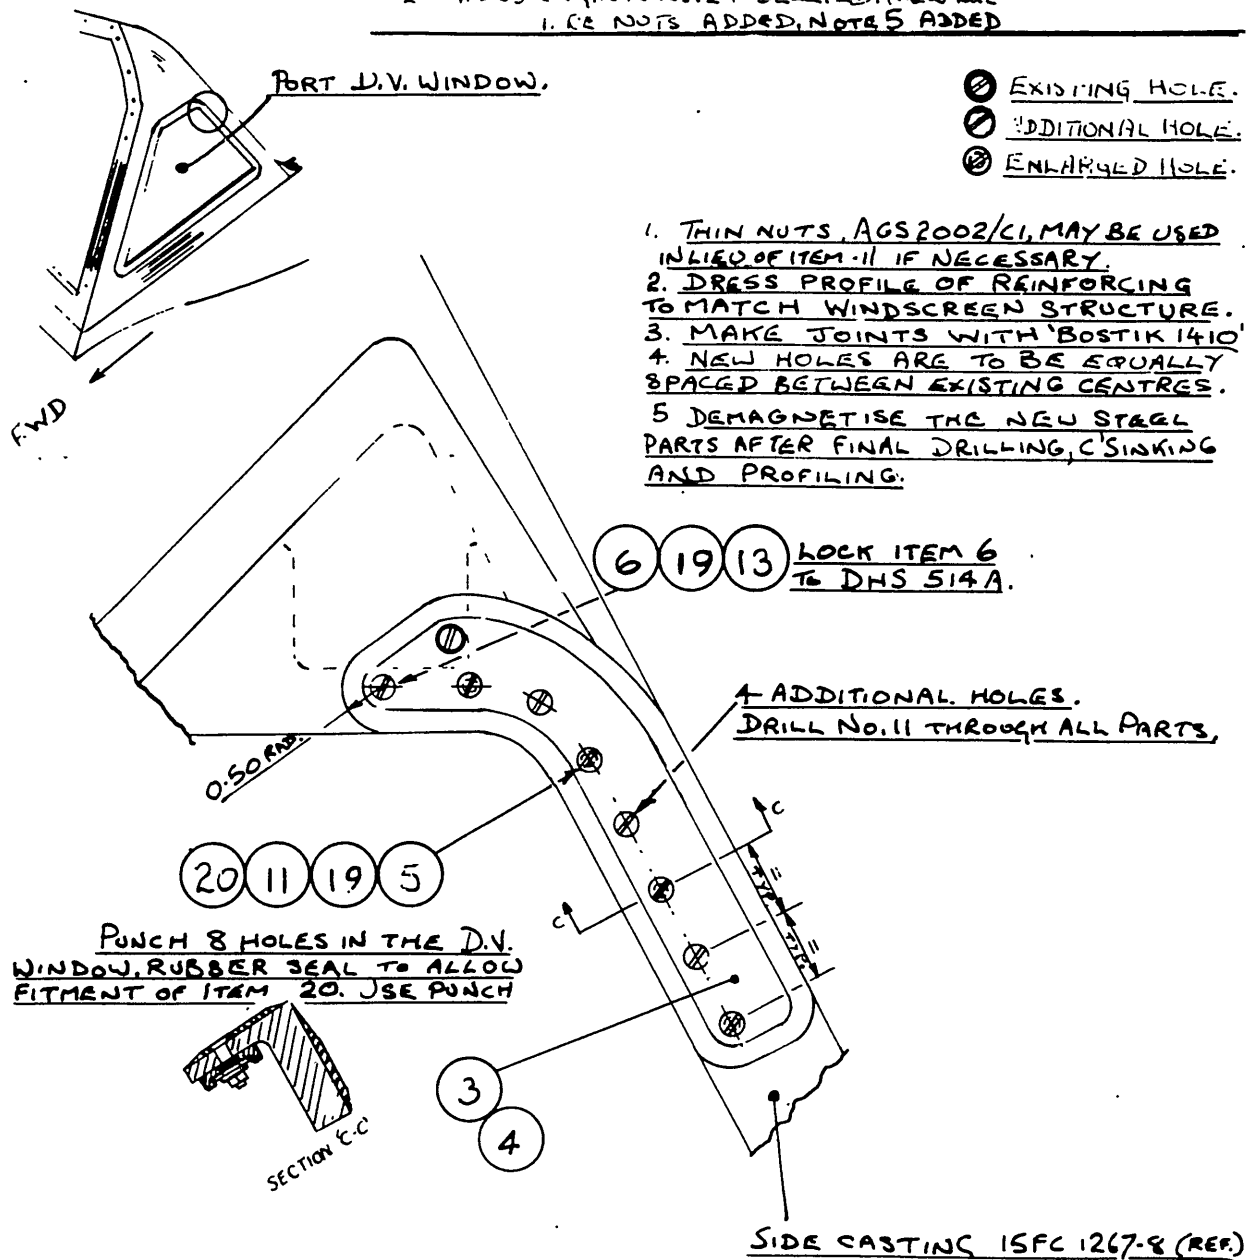 1. NUTS ADDED, NOTE 5 ADDED
PORT D.V. WINDOW.
EXISTING HOLE.
ADDITIONAL HOLE.
ENLARGED HOLE.
1. THIN NUTS, AGS 2002/C1, MAY BE USED
IN LIEU OF ITEM 11 IF NECESSARY.
2. DRESS PROFILE OF REINFORCING
TO MATCH WINDSCREEN STRUCTURE.
3. MAKE JOINTS WITH 'BOSTIK 1410'
4. NEW HOLES ARE TO BE EQUALLY
SPACED BETWEEN EXISTING CENTRES.
5 DEMAGNETISE THE NEW STEEL
PARTS AFTER FINAL DRILLING, C'SINKING
AND PROFILING.
FWD
6 19 13 LOCK ITEM 6
TO DHS 514A.
4 ADDITIONAL HOLES.
DRILL No.11 THROUGH ALL PARTS,
0.50 RAD.
C
= TYP.
20 11 19 5
C
= TYP.
PUNCH 8 HOLES IN THE D.V.
WINDOW, RUBBER SEAL TO ALLOW
FITMENT OF ITEM 20. USE PUNCH
3
4
SECTION 'C-C'
SIDE CASTING 15FC 1267-8 (REF.)